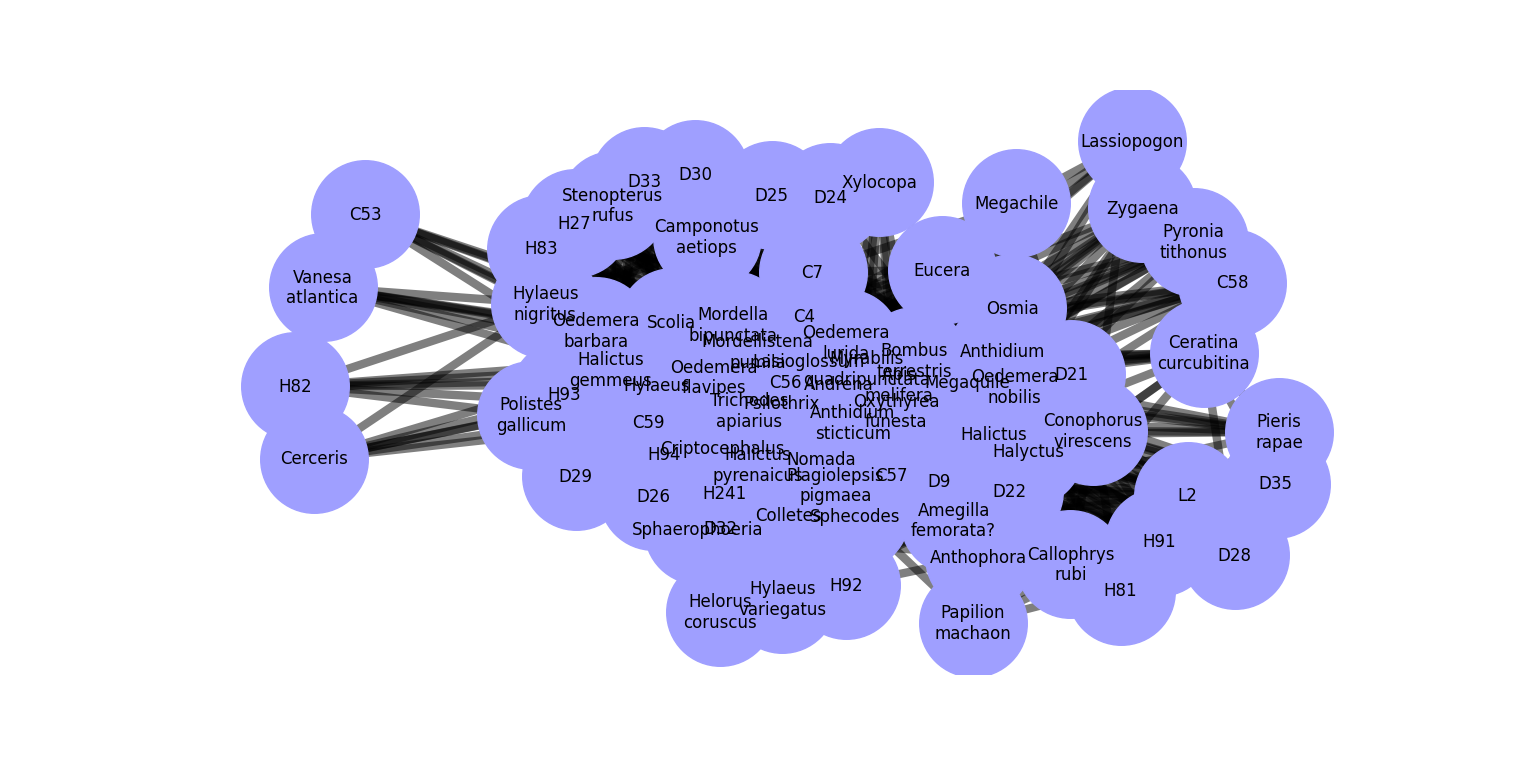 Lassiopogon
D30
D33
Xylocopa
D25
D24
Stenopterus
rufus
Megachile
Zygaena
C53
H27
Camponotus
aetiops
Pyronia
tithonus
H83
C7
Eucera
C58
Vanesa
atlantica
Hylaeus
nigritus
Osmia
C4
Scolia
Mordella
bipunctata
Oedemera
barbara
Oedemera
lurida
Mordellistena
pumila
Bombus
terrestris
Anthidium
Ceratina
curcubitina
Lasioglossum
Mylabris
quadripunctata
Halictus
gemmeus
Oedemera
flavipes
Apis
melifera
D21
H82
Hylaeus
C56
Andrena
Megaquile
Oedemera
nobilis
H93
Trichodes
apiarius
Psilothrix
Oxythyrea
funesta
Polistes
gallicum
C59
Anthidium
sticticum
Halictus
Conophorus
virescens
Pieris
rapae
Cerceris
H94
Criptocephalus
Halictus
pyrenaicus
Nomada
Halyctus
D29
Plagiolepsis
pigmaea
C57
D9
D35
D26
H241
D22
L2
Sphaerophoeria
D32
Colletes
Sphecodes
Amegilla
femorata?
H91
Anthophora
Callophrys
rubi
D28
H92
H81
Helorus
coruscus
Hylaeus
variegatus
Papilion
machaon